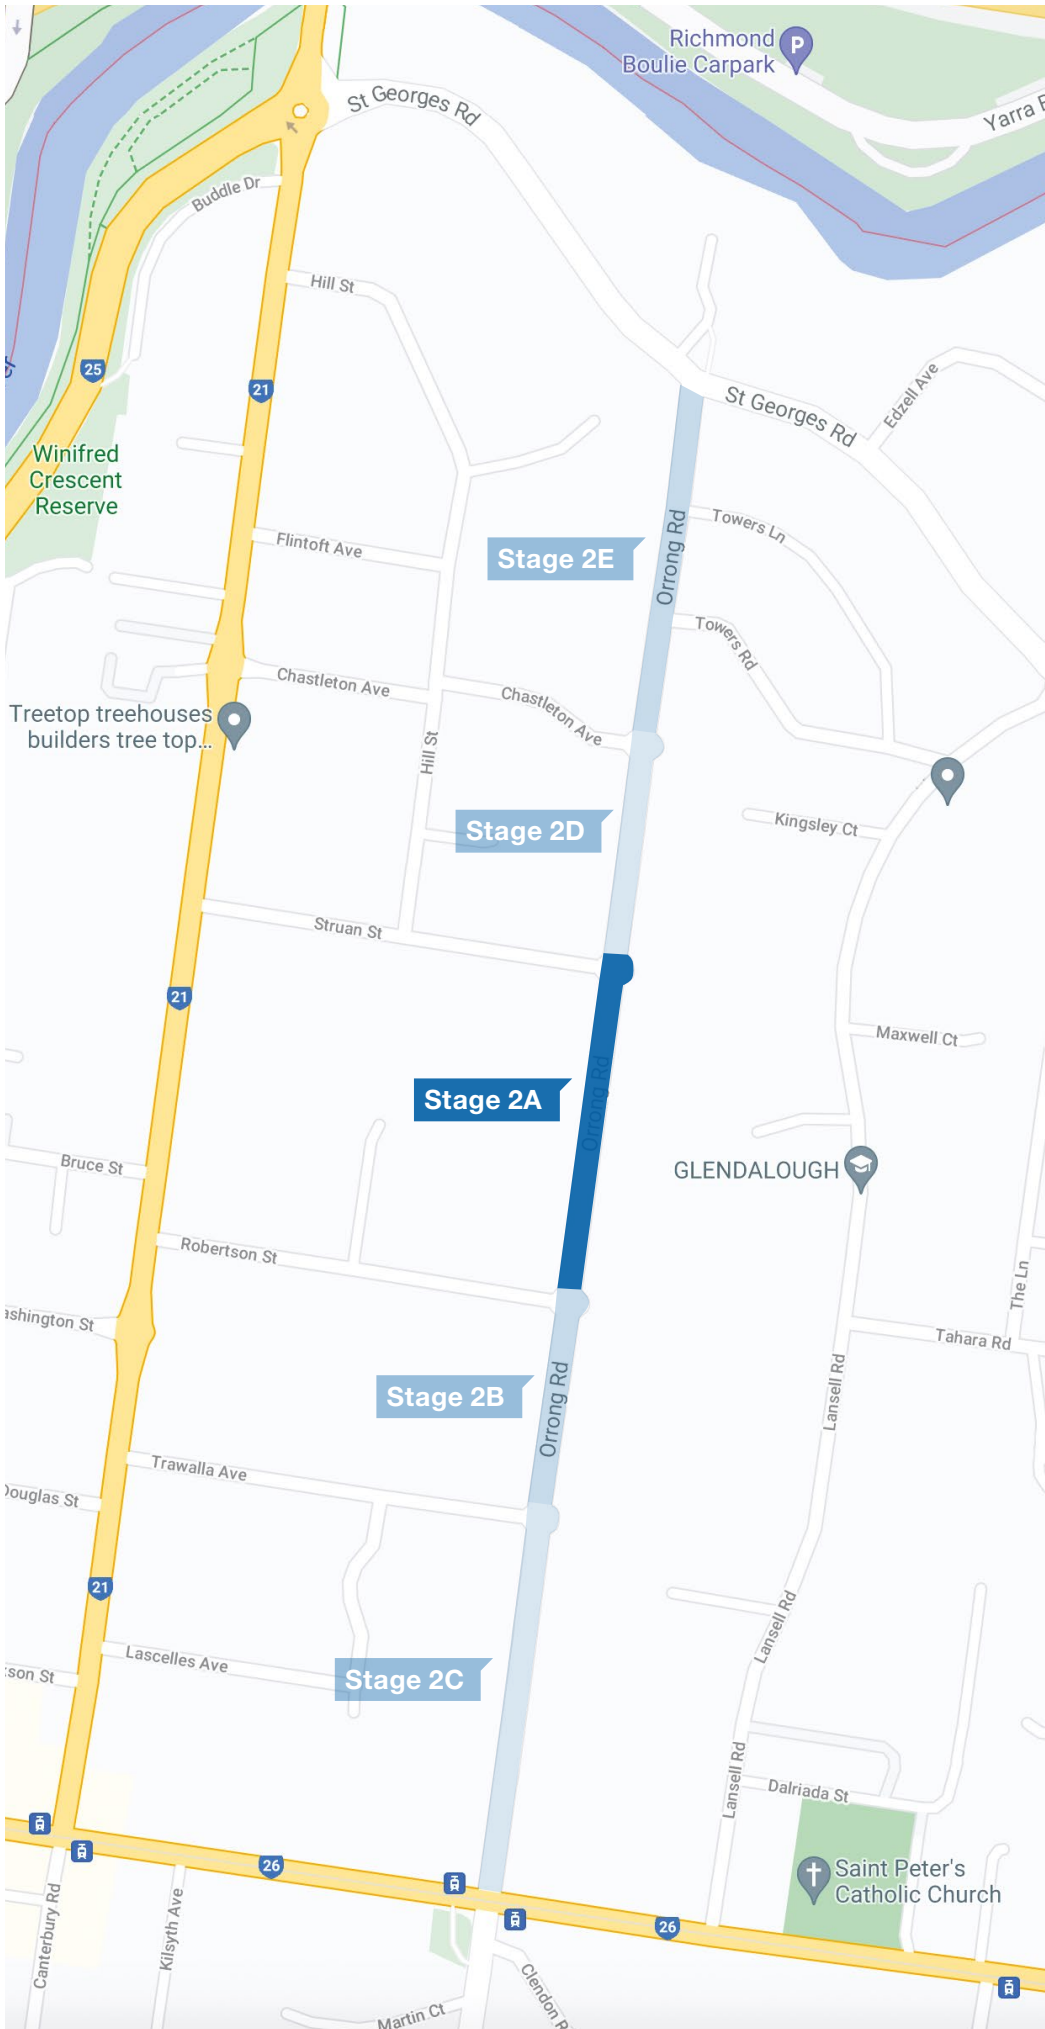 Richmond
Boulie Carpark
P
St Georges Rd
Buddle Dr
Hill St
25
21
St Georges Rd
Edzell Ave
Winifred
Crescent
Reserve
Towers Ln
Flintoft Ave
Stage 2E
Orrong Rd
Towers Rd
Chastleton Ave
Chastleton Ave
Treetop treehouses
builders tree top...
Hill St
Stage 2D
Kingsley Ct
Struan St
21
Maxwell Ct
Stage 2A
Orrong Rd
Bruce St
GLENDALOUGH
Robertson St
The Ln
ashington St
Tahara Rd
Stage 2B
Orrong Rd
Lansell Rd
Trawalla Ave
Douglas St
21
Lansell Rd
Lascelles Ave
son St
Stage 2C
Lansell Rd
Dalriada St
26
Saint Peter's
Catholic Church
26
Canterbury Rd
Kilsyth Ave
Clendon R
Martin Ct